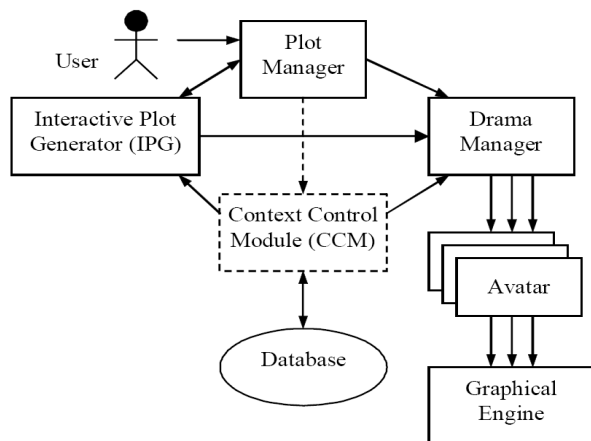 User
Plot
Manager
Interactive Plot
Generator (IPG)
Drama
Manager
Context Control
Module (CCM)
Avatar
Database
Graphical
Engine